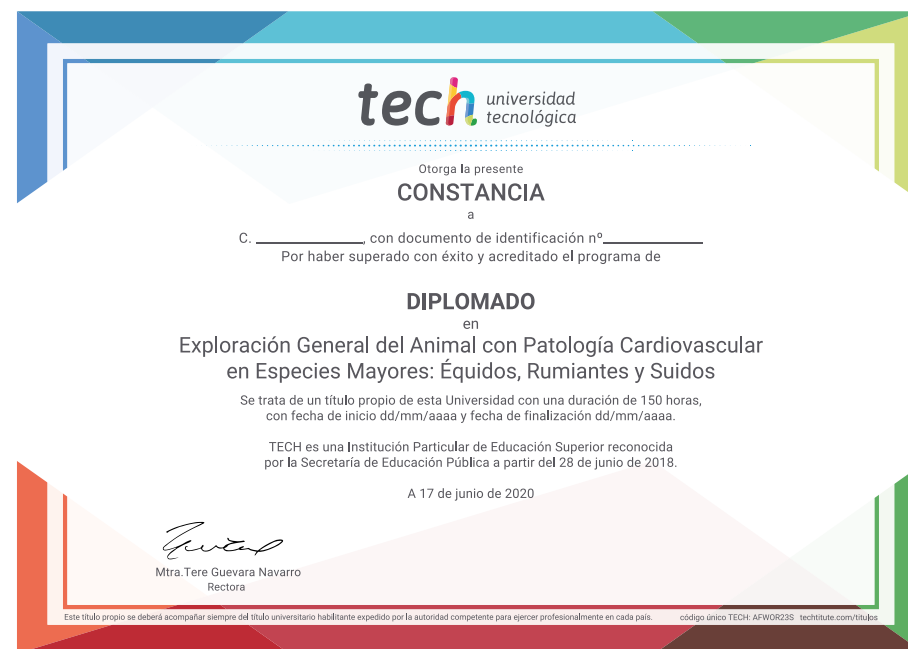 tech universidad
tecnológica
Otorga la presente
CONSTANCIA
a
C. ______________, con documento de identificación nº______________
Por haber superado con éxito y acreditado el programa de
DIPLOMADO
en
Exploración General del Animal con Patología Cardiovascular
en Especies Mayores: Équidos, Rumiantes y Suidos
Se trata de un título propio de esta Universidad con una duración de 150 horas,
con fecha de inicio dd/mm/aaaa y fecha de finalización dd/mm/aaaa.
TECH es una Institución Particular de Educación Superior reconocida
por la Secretaría de Educación Pública a partir del 28 de junio de 2018.
A 17 de junio de 2020
Mtra.Tere Guevara Navarro
Rectora
Este título propio se deberá acompañar siempre del título universitario habilitante expedido por la autoridad competente para ejercer profesionalmente en cada país. código único TECH: AFWOR23S techtitute.com/titulos